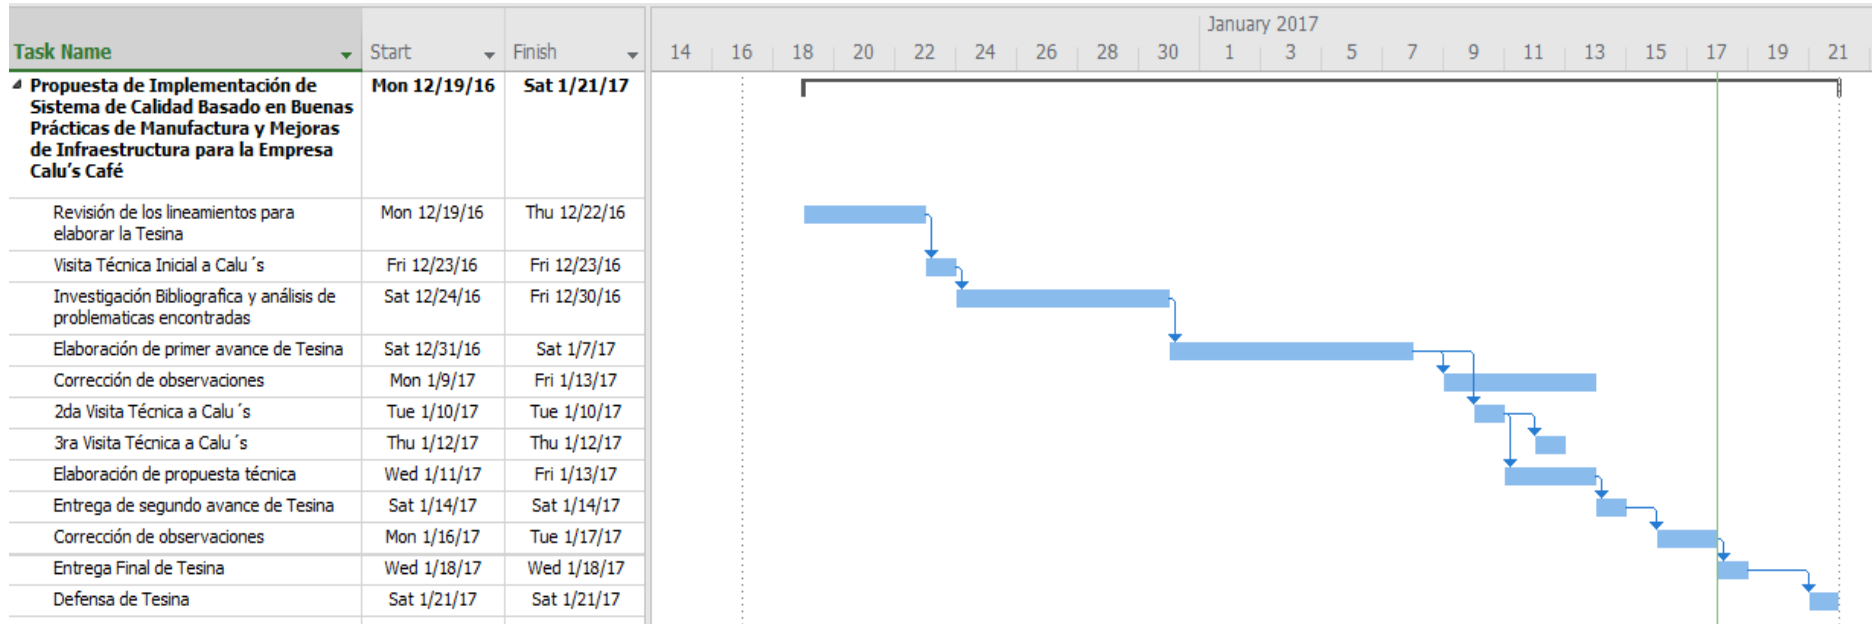 January 2017
Task Name Start Finish 14 16 18 20 22 24 26 28 30 1 3 5 7 9 11 13 15 17 19 21
Propuesta de Implementación de Mon 12/19/16 Sat 1/21/17
Sistema de Calidad Basado en Buenas
Prácticas de Manufactura y Mejoras
de Infraestructura para la Empresa
Calu’s Café
Revisión de los lineamientos para Mon 12/19/16 Thu 12/22/16
elaborar la Tesina
Visita Técnica Inicial a Calu ´s Fri 12/23/16 Fri 12/23/16
Investigación Bibliografica y análisis de Sat 12/24/16 Fri 12/30/16
problematicas encontradas
Elaboración de primer avance de Tesina Sat 12/31/16 Sat 1/7/17
Corrección de observaciones Mon 1/9/17 Fri 1/13/17
2da Visita Técnica a Calu ´s Tue 1/10/17 Tue 1/10/17
3ra Visita Técnica a Calu ´s Thu 1/12/17 Thu 1/12/17
Elaboración de propuesta técnica Wed 1/11/17 Fri 1/13/17
Entrega de segundo avance de Tesina Sat 1/14/17 Sat 1/14/17
Corrección de observaciones Mon 1/16/17 Tue 1/17/17
Entrega Final de Tesina Wed 1/18/17 Wed 1/18/17
Defensa de Tesina Sat 1/21/17 Sat 1/21/17